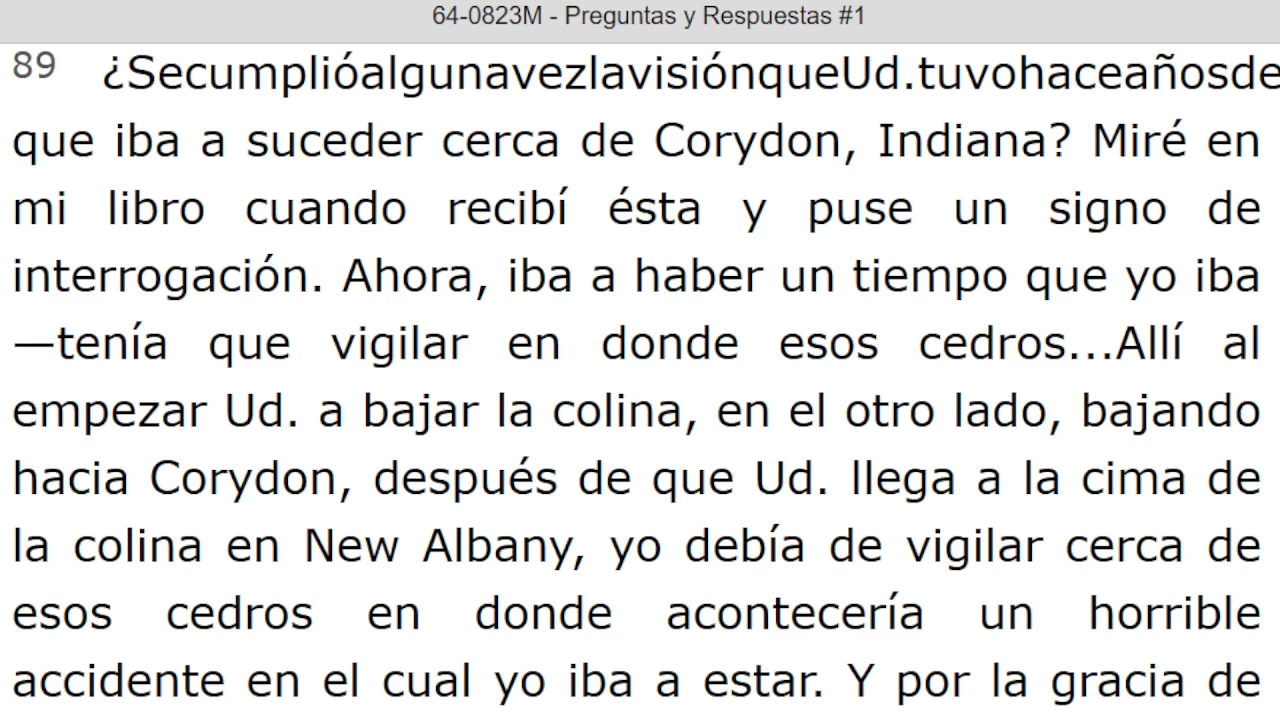 64-0823M - Preguntas y Respuestas #1
89 ¿SecumplióalgunavezlavisiónqueUd.tuvohaceañosde
que iba a suceder cerca de Corydon, Indiana? Miré en
mi libro cuando recibí ésta y puse un signo de
interrogación. Ahora, iba a haber un tiempo que yo iba
—tenía que vigilar en donde esos cedros...Allí al
empezar Ud. a bajar la colina, en el otro lado, bajando
hacia Corydon, después de que Ud. llega a la cima de
la colina en New Albany, yo debía de vigilar cerca de
esos cedros en donde acontecería un horrible
accidente en el cual yo iba a estar. Y por la gracia de